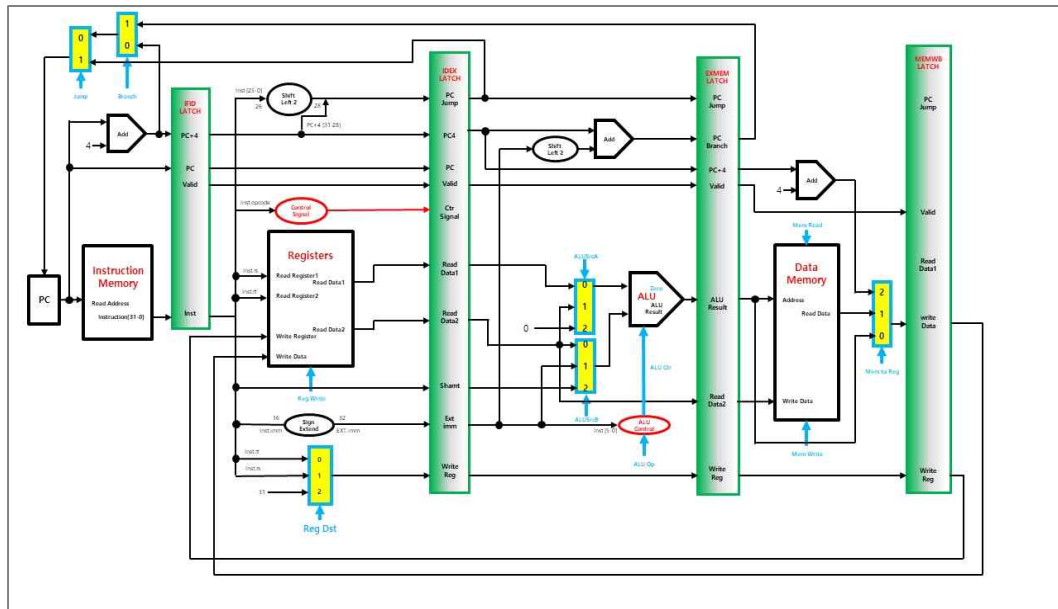 0
1
1
0
Jump
Branch
IFID
LATCH
PC+4
PC
Valid
Inst
Add
4
PC
Instruction
Memory
Read Address
Instruction[31-0]
Inst[25-0]
26
Shift
Left 2
28
PC+4 [31-28]
Inst.opcode
Control
Signal
Registers
Inst.rs
Read Register1
Read Data1
Inst.rt
Read Register2
Read Data2
Write Register
Write Data
Reg Write
16
Inst.imm
Sign
Extend
32
EXT-imm
Inst.rt
Inst.rs
31
0
1
2
Reg Dst
IDEX
LATCH
PC
Jump
PC4
PC
Valid
Ctr
Signal
Read
Data1
Read
Data2
Shamt
Ext
imm
Write
Reg
Shift
Left 2
Add
ALUSrcA
0
1
2
0
0
1
2
ALUSrcB
Zero
ALU
ALU
Result
ALU Ctr
Inst [5-0]
ALU
Control
ALU Op
EXMEM
LATCH
PC
Jump
PC
Branch
PC+4
Valid
ALU
Result
Read
Data2
Write
Reg
Add
4
Mem Read
Data
Memory
Address
Read Data
Write Data
Mem Write
2
1
0
Mem to Reg
MEMWB
LATCH
PC
Jump
Valid
Read
Data1
write
Data
Write
Reg